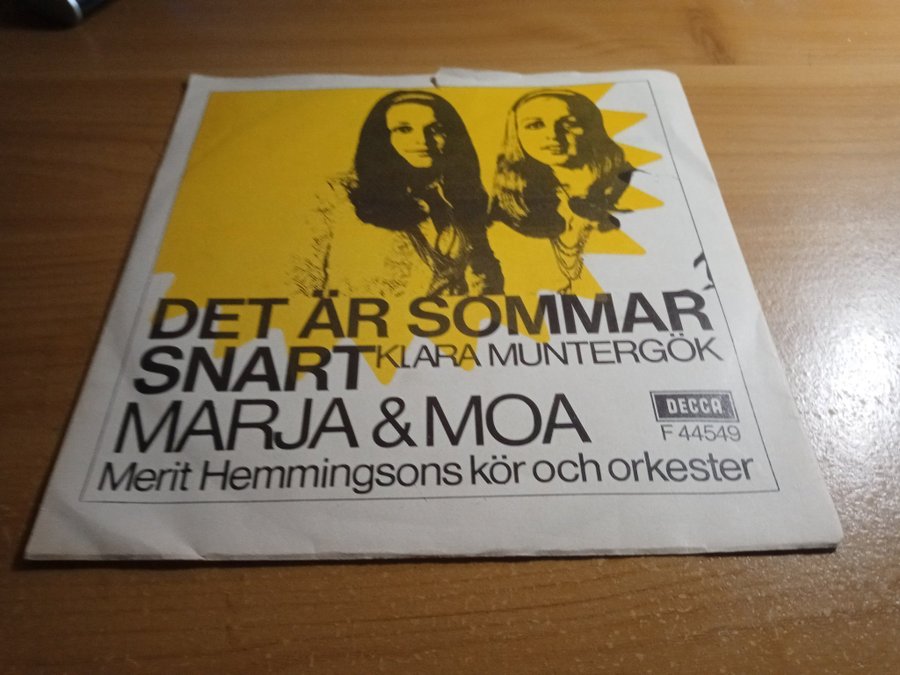 DET ÄR SOMMAR
SNART KLARA MUNTERGÖK
MARJA & MOA
DECCA
F 44549
Merit Hemmingsons kör och orkester